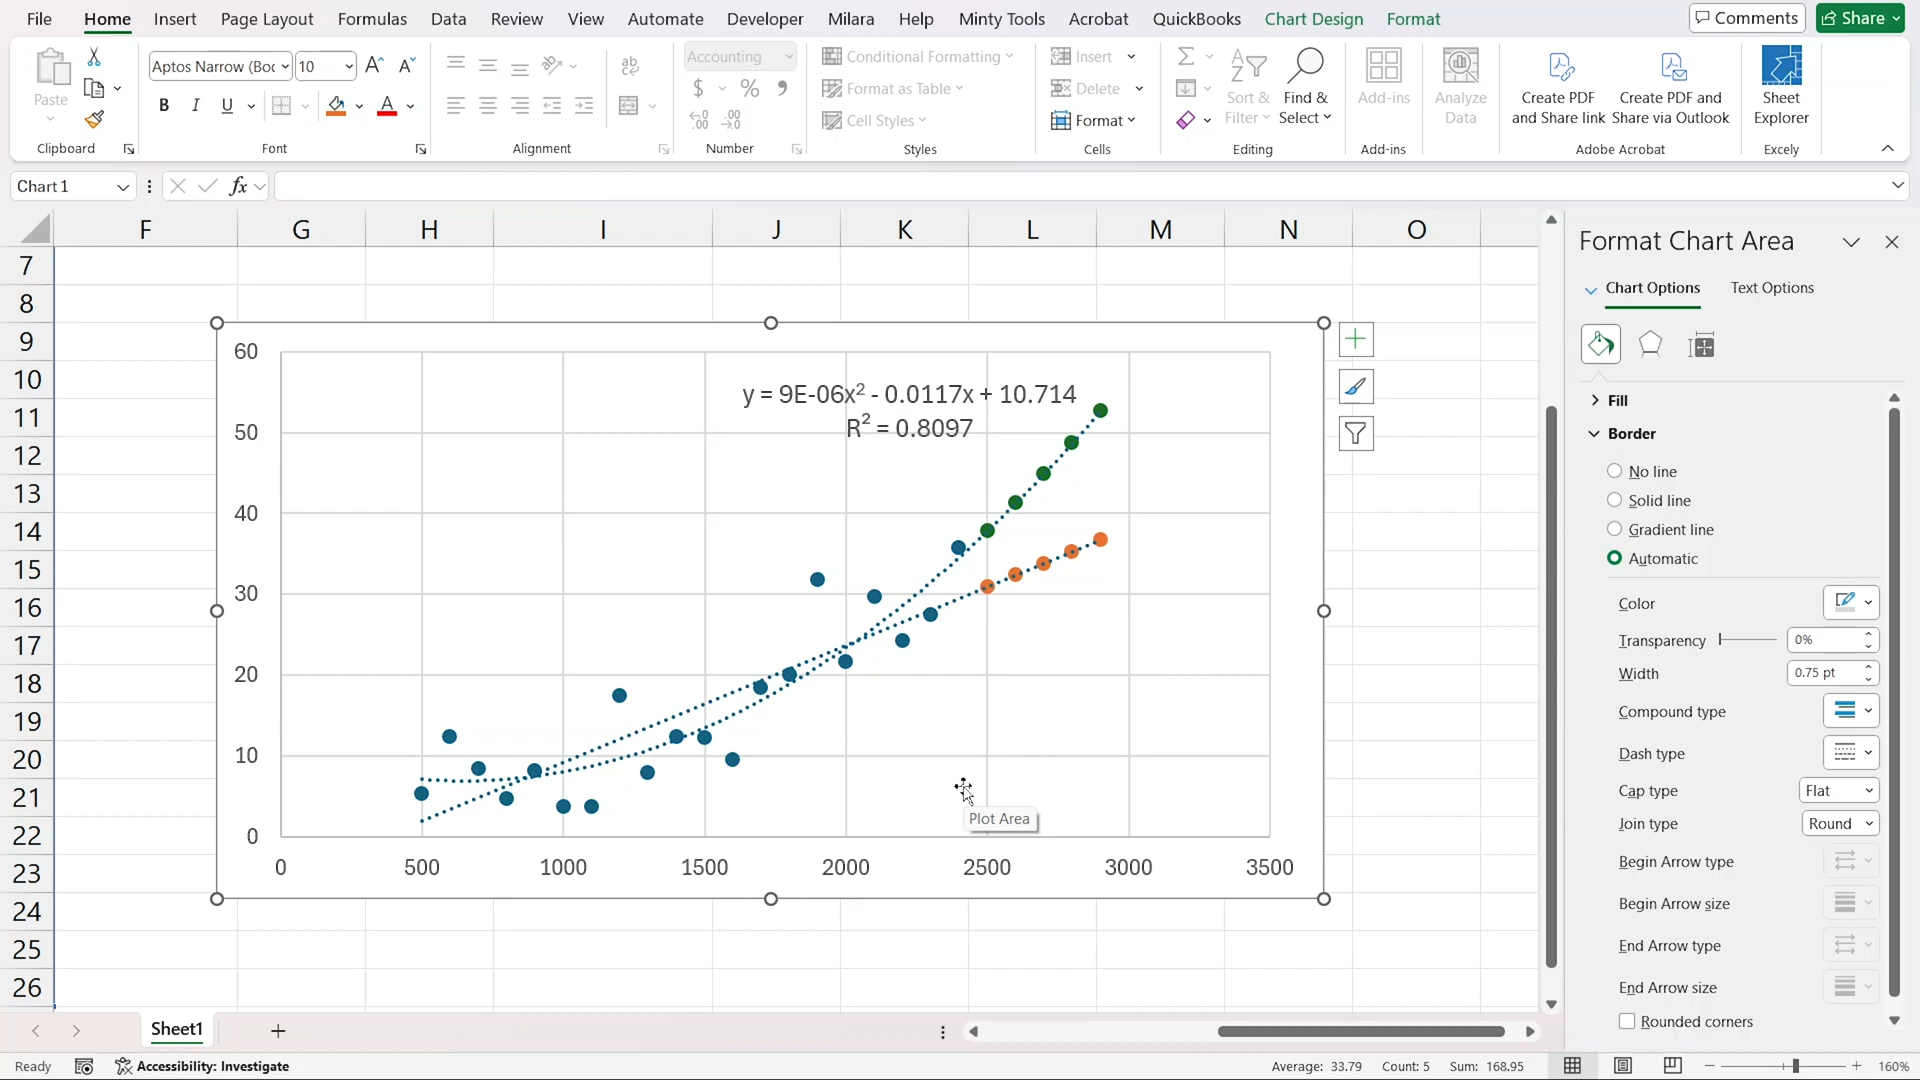 File Home Insert Page Layout Formulas Data Review View Automate Developer Milara Help Minty Tools Acrobat QuickBooks Chart Design Format Comments Share
Paste
Clipboard
Aptos Narrow (Boc 10
B I U A
Font
ab
Alignment
Accounting
$ % 9
Number
Conditional Formatting
Format as Table
Cell Styles
Styles
Insert
Delete
Format
Cells
Sort &
Filter
Find &
Select
Editing
Add-ins
Add-ins
Analyze
Data
Create PDF
and Share link
Create PDF and
Share via Outlook
Adobe Acrobat
Sheet
Explorer
Excely
Chart 1 fx
F G H I J K L M N O
7
8
9
10
11
12
13
14
15
16
17
18
19
20
21
22
23
24
25
26
60
50
40
30
20
10
0
y = 9E-06x² - 0.0117x + 10.714
R² = 0.8097
Plot Area
0 500 1000 1500 2000 2500 3000 3500
Format Chart Area
Chart Options Text Options
Fill
Border
No line
Solid line
Gradient line
Automatic
Color
Transparency 0%
Width 0.75 pt
Compound type
Dash type
Cap type Flat
Join type Round
Begin Arrow type
Begin Arrow size
End Arrow type
End Arrow size
Rounded corners
Sheet1
Ready Accessibility: Investigate Average: 33.79 Count: 5 Sum: 168.95 160%